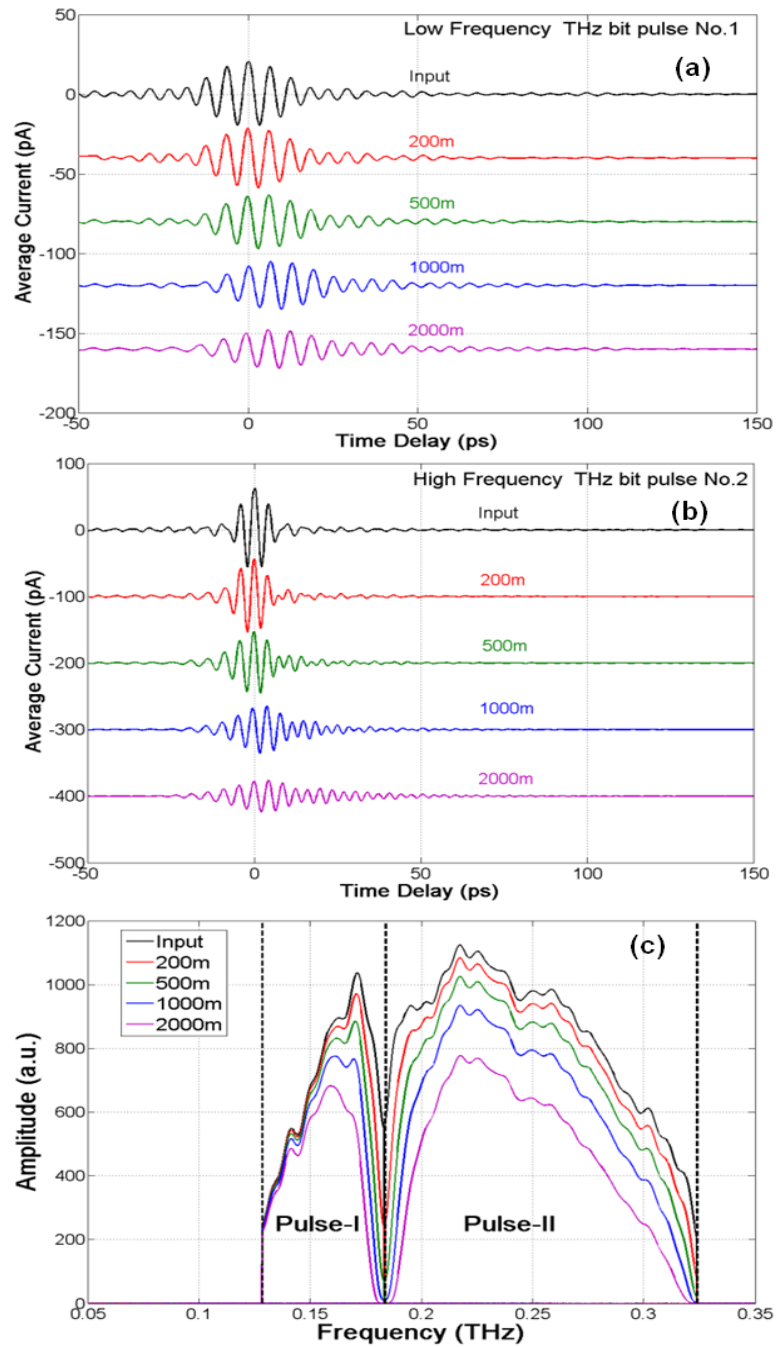 Low Frequency THz bit pulse No.1
(a)
Input
200m
500m
1000m
2000m
50
0
-50
-100
-150
-200
Average Current (pA)
-50 0 50 100 150
Time Delay (ps)
High Frequency THz bit pulse No.2
(b)
Input
200m
500m
1000m
2000m
100
0
-100
-200
-300
-400
-500
Average Current (pA)
-50 0 50 100 150
Time Delay (ps)
(c)
Input
200m
500m
1000m
2000m
Pulse-I
Pulse-II
1200
1000
800
600
400
200
0
Amplitude (a.u.)
0.05 0.1 0.15 0.2 0.25 0.3 0.35
Frequency (THz)